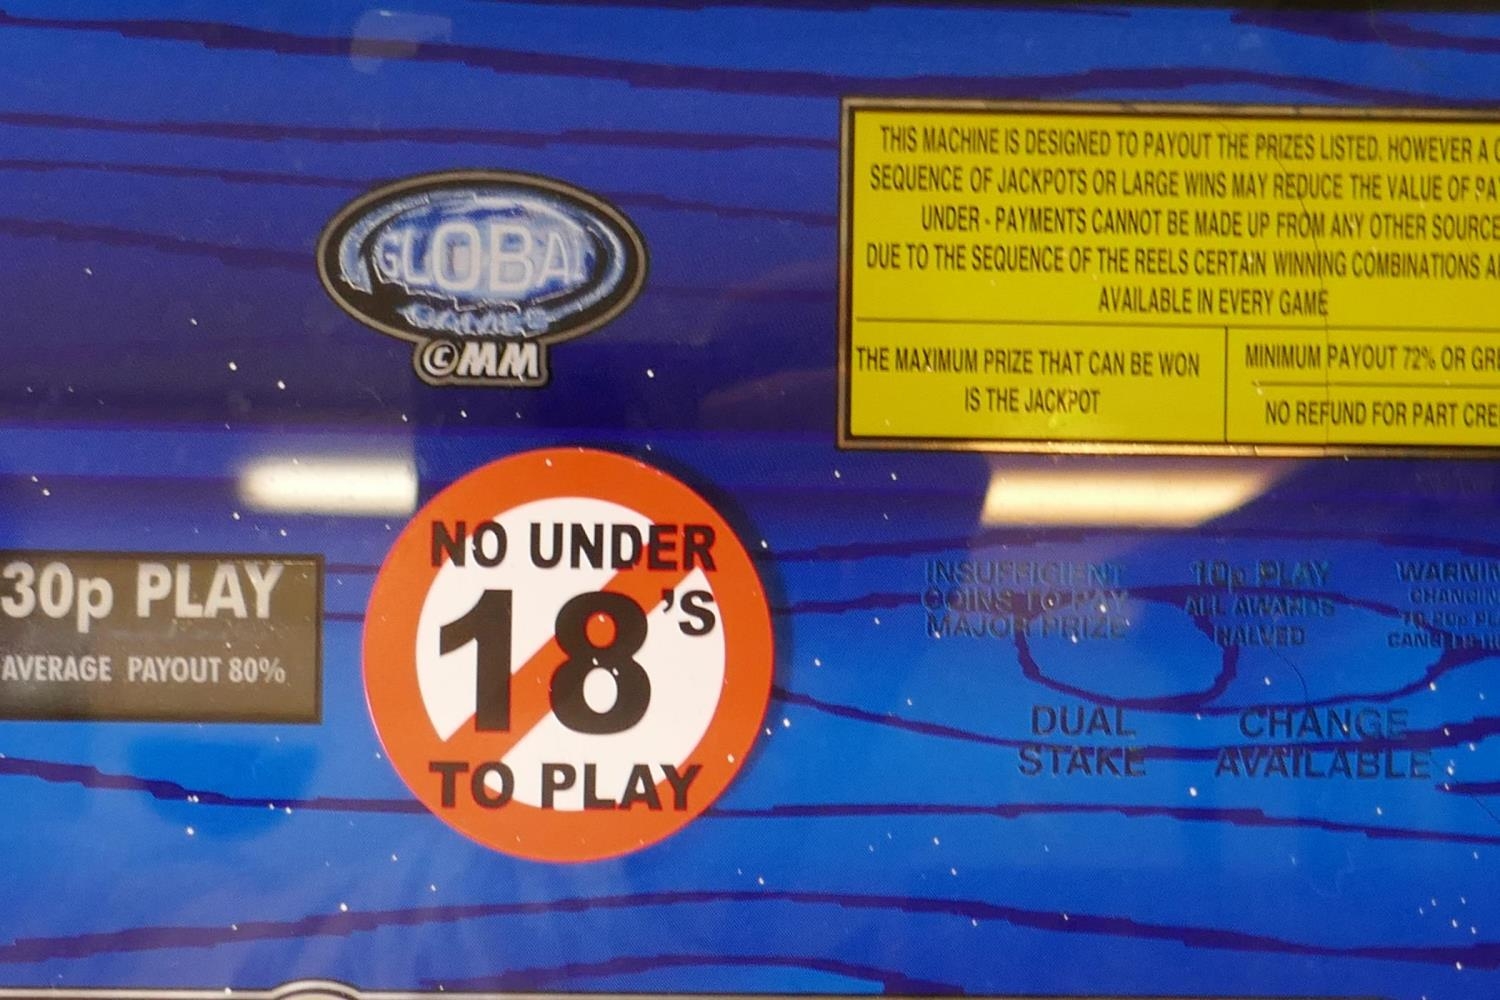 THIS MACHINE IS DESIGNED TO PAYOUT THE PRIZES LISTED. HOWEVER A
SEQUENCE OF JACKPOTS OR LARGE WINS MAY REDUCE THE VALUE OF
UNDER - PAYMENTS CANNOT BE MADE UP FROM ANY OTHER SOURCE
DUE TO THE SEQUENCE OF THE REELS CERTAIN WINNING COMBINATIONS
AVAILABLE IN EVERY GAME
THE MAXIMUM PRIZE THAT CAN BE WON
IS THE JACKPOT
MINIMUM PAYOUT 72% OR
NO REFUND FOR PART
GLOBAL
GAMES
©MM
30p PLAY
AVERAGE PAYOUT 80%
NO UNDER
18'S
TO PLAY
INSUFFICIENT
COINS TO PAY
MAJOR PRIZE
10p PLAY
ALL AWARDS
HALVED
DUAL
STAKE
CHANGE
AVAILABLE